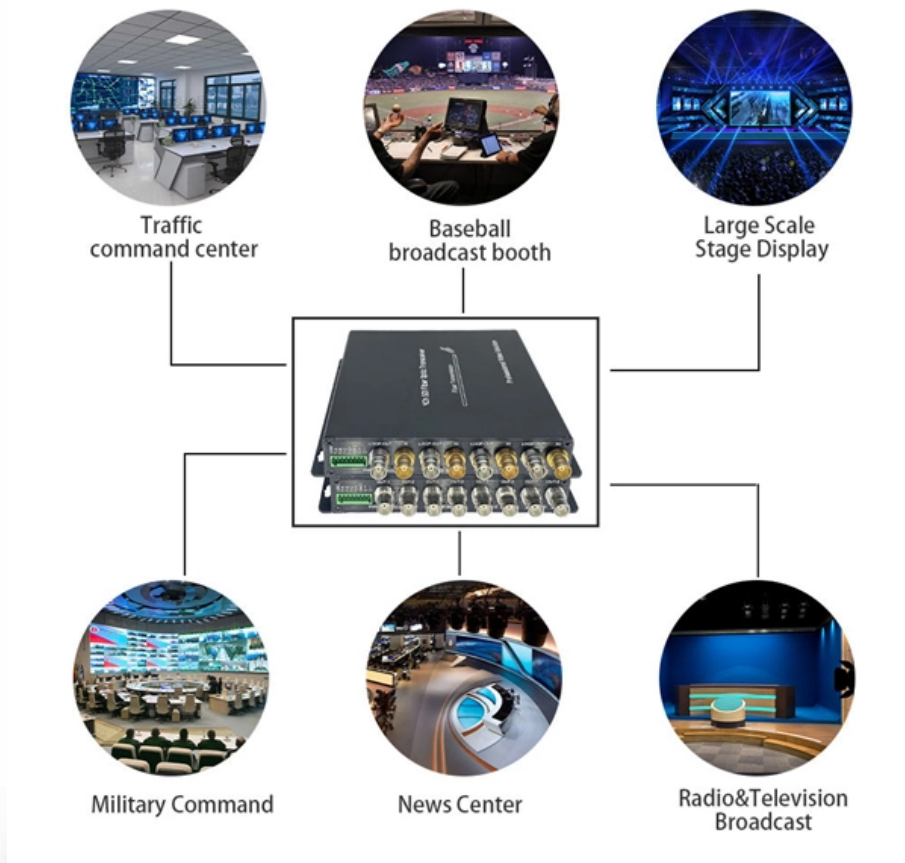 Traffic
command center
Baseball
broadcast booth
Large Scale
Stage Display
Military Command
News Center
Radio&Television
Broadcast